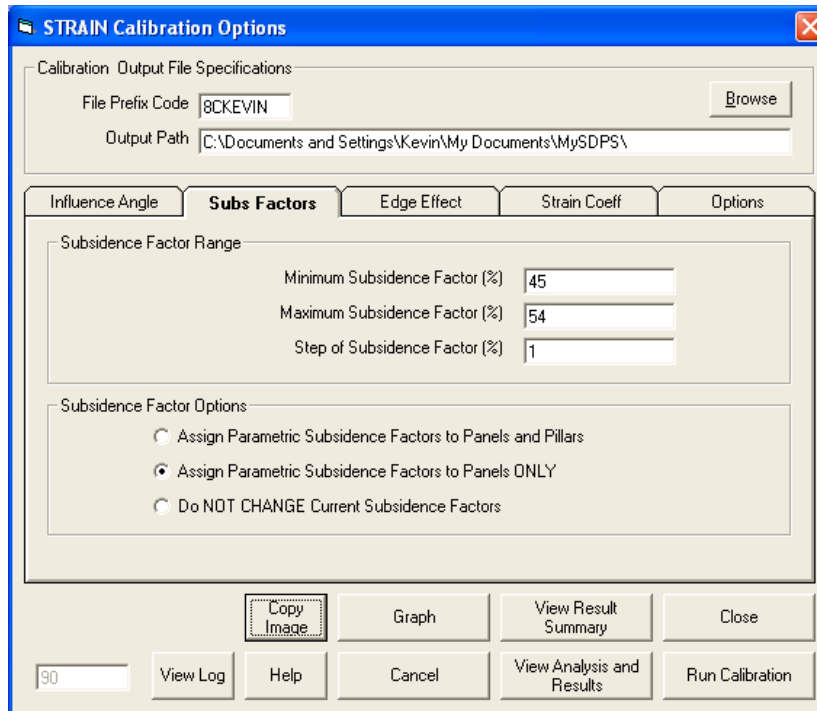 STRAIN Calibration Options
Calibration Output File Specifications
File Prefix Code 8CKEVIN
Browse
Output Path C:\Documents and Settings\Kevin\My Documents\MySDPS\
Influence Angle Subs Factors Edge Effect Strain Coeff Options
Subsidence Factor Range
Minimum Subsidence Factor (%) 45
Maximum Subsidence Factor (%) 54
Step of Subsidence Factor (%) 1
Subsidence Factor Options
Assign Parametric Subsidence Factors to Panels and Pillars
Assign Parametric Subsidence Factors to Panels ONLY
Do NOT CHANGE Current Subsidence Factors
Copy
Image
Graph
View Result
Summary
Close
90
View Log
Help
Cancel
View Analysis and
Results
Run Calibration